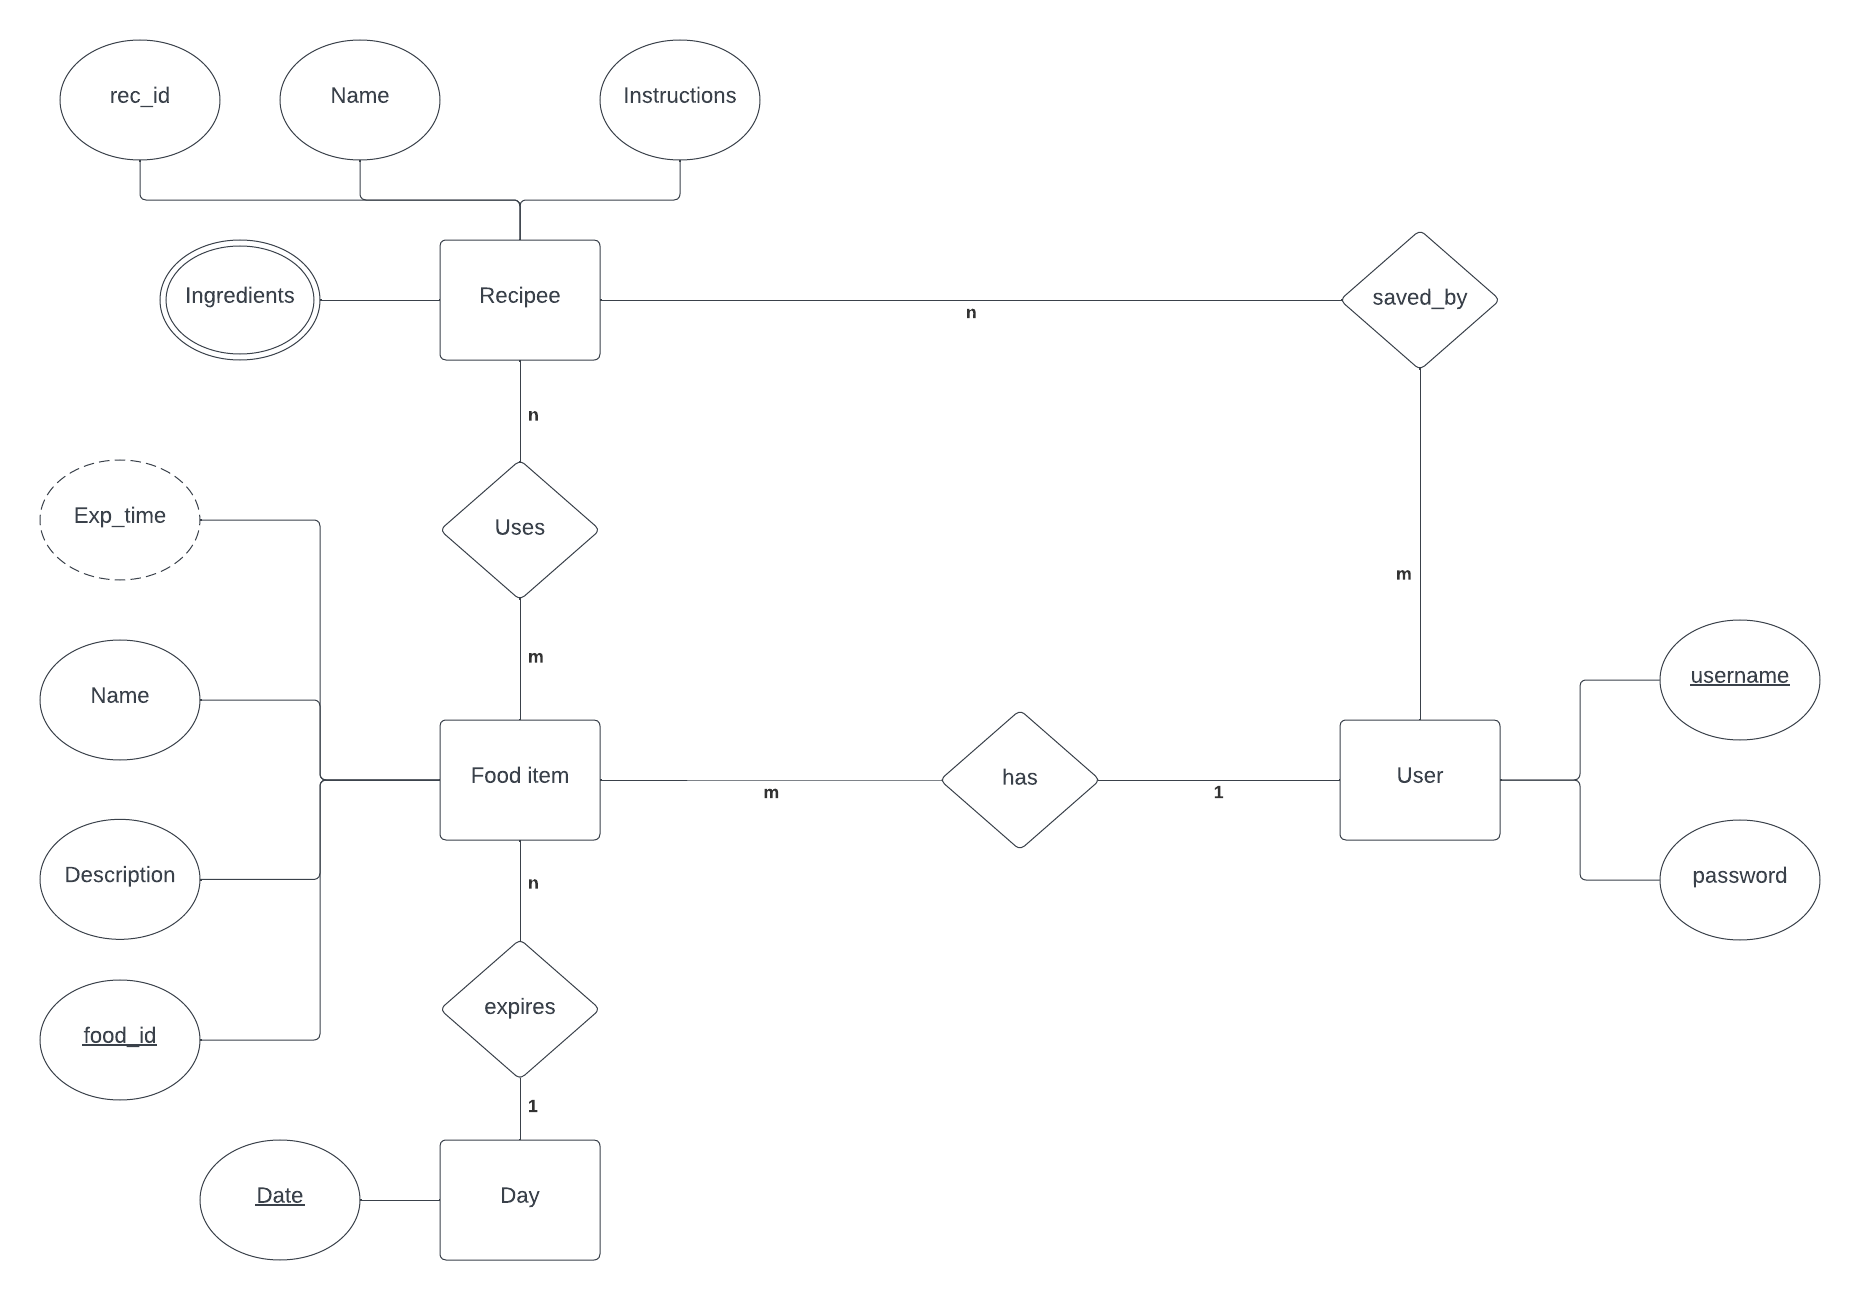 rec_id
Name
Instructions
Ingredients
Recipee
saved_by
n
n
Exp_time
Uses
m
m
Name
username
Food item
has
User
m
1
Description
password
n
expires
food_id
1
Date
Day